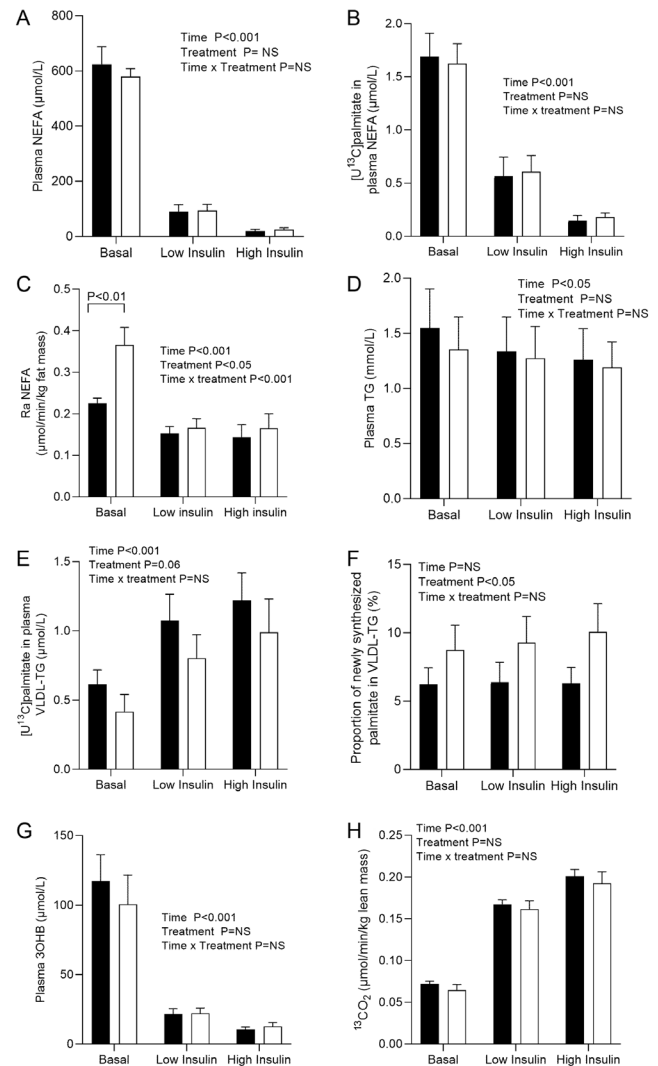 A
Plasma NEFA (μmol/L)
800
600
400
200
0
Time P<0.001
Treatment P= NS
Time x Treatment P=NS
Basal Low Insulin High Insulin
B
[U¹³C]palmitate in
plasma NEFA (μmol/L)
2.0
1.5
1.0
0.5
0.0
Time P<0.001
Treatment P=NS
Time x treatment P=NS
Basal Low Insulin High Insulin
C
Ra NEFA
(μmol/min/kg fat mass)
0.5
0.4
0.3
0.2
0.1
0.0
P<0.01
Time P<0.001
Treatment P<0.05
Time x treatment P<0.001
Basal Low insulin High insulin
D
Plasma TG (mmol/L)
2.0
1.5
1.0
0.5
0.0
Time P<0.05
Treatment P=NS
Time x Treatment P=NS
Basal Low Insulin High Insulin
E
[U¹³C]palmitate in plasma
VLDL-TG (μmol/L)
1.5
1.0
0.5
0.0
Time P<0.001
Treatment P=0.06
Time x treatment P=NS
Basal Low Insulin High Insulin
F
Proportion of newly synthesized
palmitate in VLDL-TG (%)
15
10
5
0
Time P=NS
Treatment P<0.05
Time x treatment P=NS
Basal Low Insulin High Insulin
G
Plasma 3OHB (μmol/L)
150
100
50
0
Time P<0.001
Treatment P=NS
Time x Treatment P=NS
Basal Low Insulin High Insulin
H
¹³CO₂ (μmol/min/kg lean mass)
0.25
0.20
0.15
0.10
0.05
0.00
Time P<0.001
Treatment P=NS
Time x treatment P=NS
Basal Low Insulin High Insulin